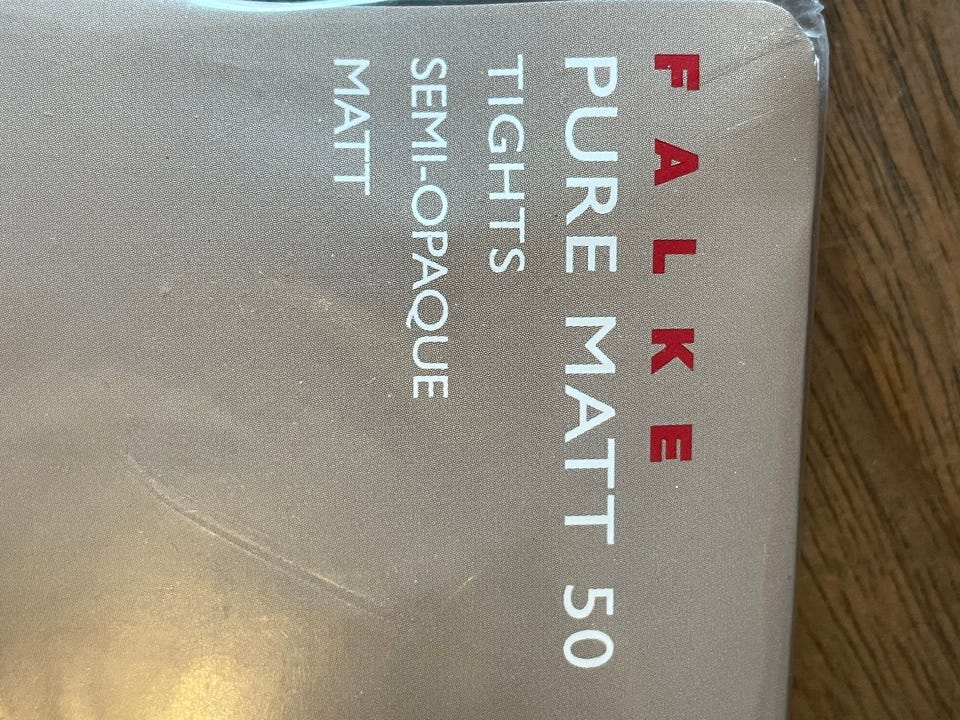 FALKE
PURE MATT 50
TIGHTS
SEMI-OPAQUE
MATT